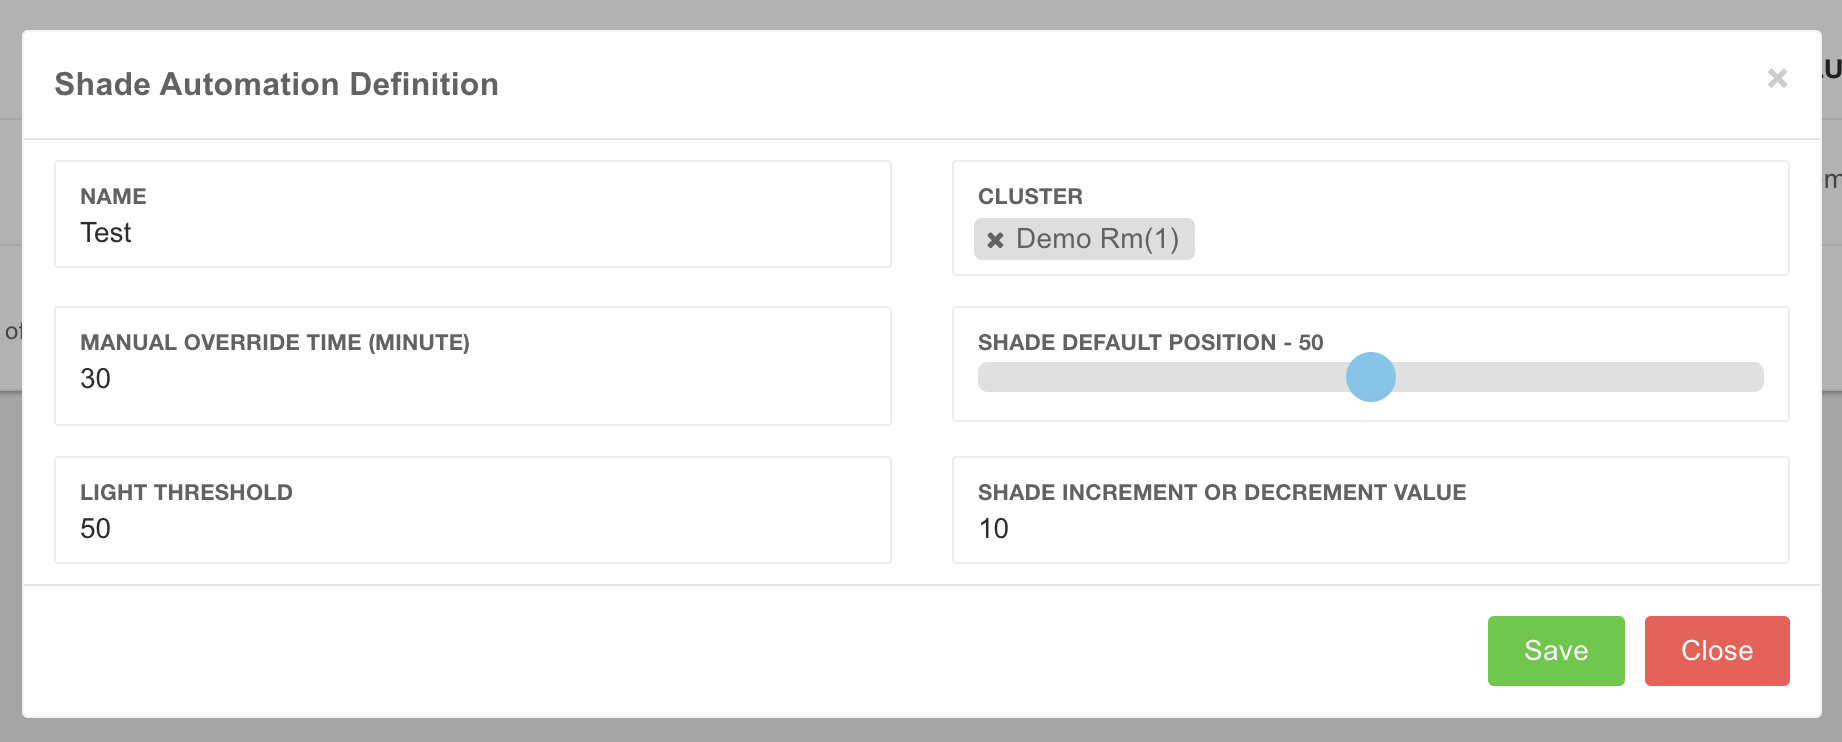 Shade Automation Definition
×
NAME
Test
CLUSTER
× Demo Rm(1)
MANUAL OVERRIDE TIME (MINUTE)
30
SHADE DEFAULT POSITION - 50
LIGHT THRESHOLD
50
SHADE INCREMENT OR DECREMENT VALUE
10
Save
Close